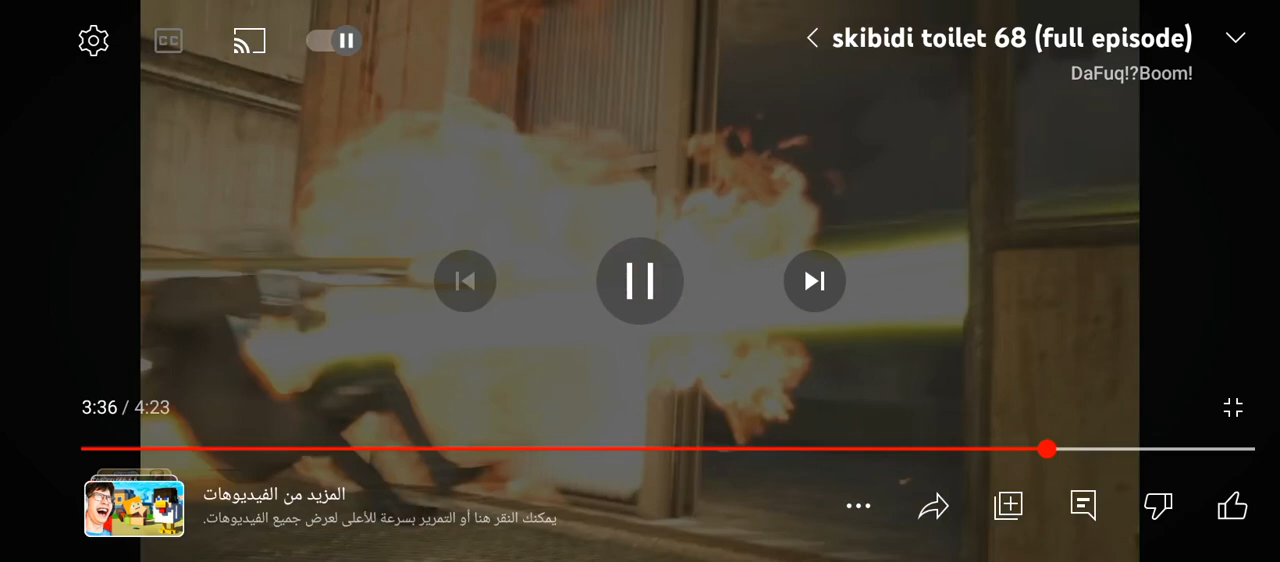 skibidi toilet 68 (full episode)
DaFuq!?Boom!
CC
3:36 / 4:23
المزيد من الفيديوهات
يمكنك النقر هنا أو التمرير بسرعة للأعلى لعرض جميع الفيديوهات.